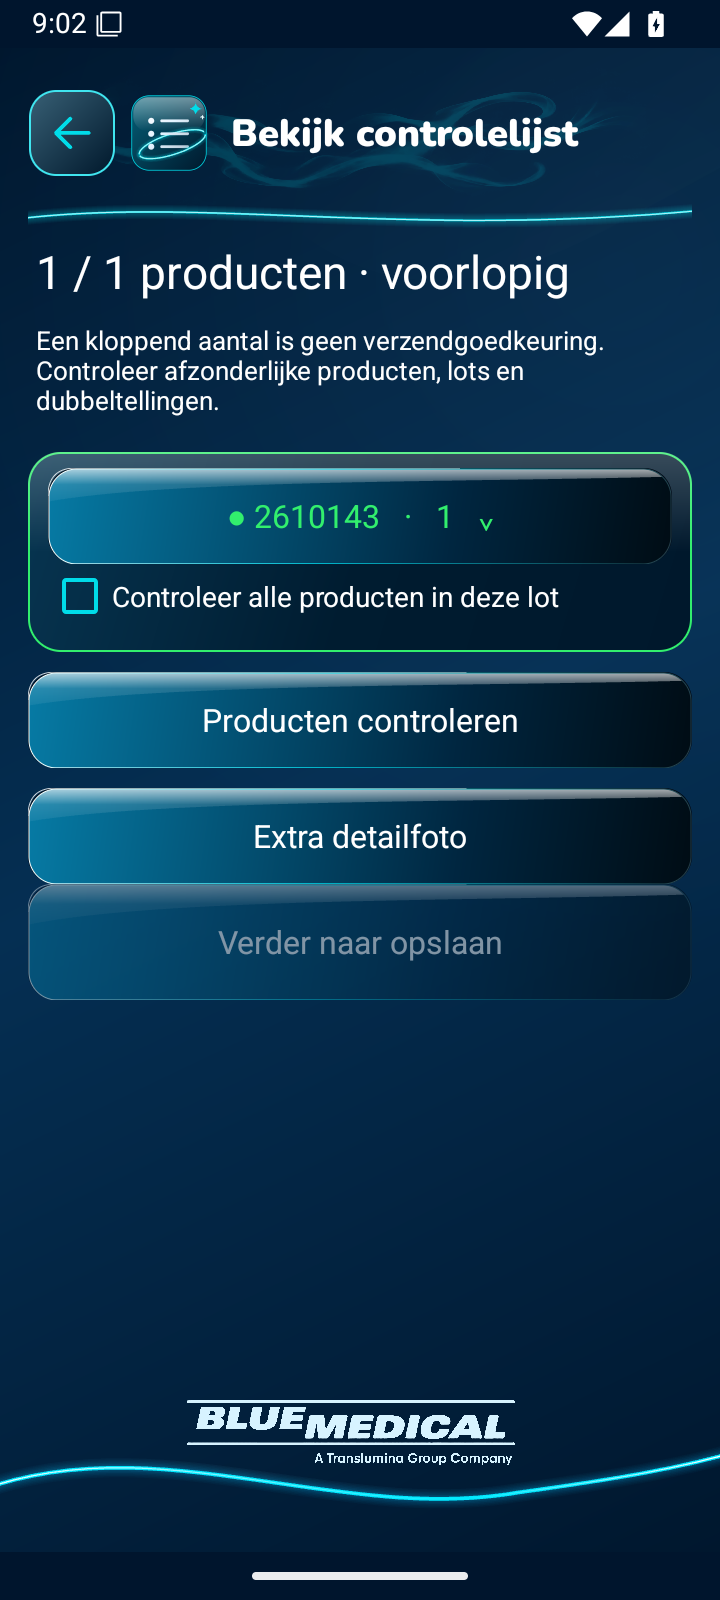 9:02
Bekijk controlelijst
1 / 1 producten · voorlopig
Een kloppend aantal is geen verzendgoedkeuring.
Controleer afzonderlijke producten, lots en
dubbeltellingen.
● 2610143 · 1 v
Controleer alle producten in deze lot
Producten controleren
Extra detailfoto
Verder naar opslaan
BLUEMEDICAL
A Translumina Group Company